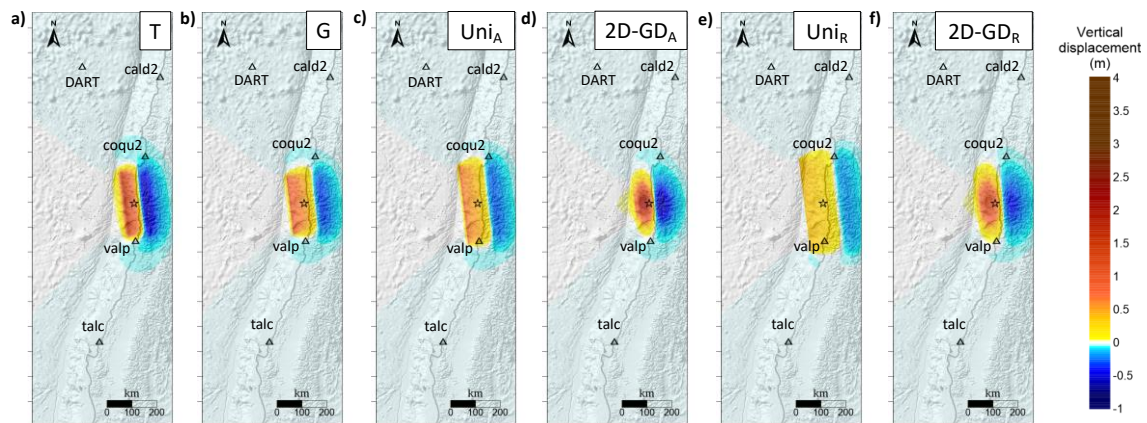 a) N T
DART
cald2
coqu2
valp
talc
km
0 100 200
b) N G
DART
cald2
coqu2
valp
talc
km
0 100 200
c) N UniA
DART
cald2
coqu2
valp
talc
km
0 100 200
d) N 2D-GDA
DART
cald2
coqu2
valp
talc
km
0 100 200
e) N UniR
DART
cald2
coqu2
valp
talc
km
0 100 200
f) N 2D-GDR
DART
cald2
coqu2
valp
talc
km
0 100 200
Vertical
displacement
(m)
4
3.5
3
2.5
2
1.5
1
0.5
0
-0.5
-1